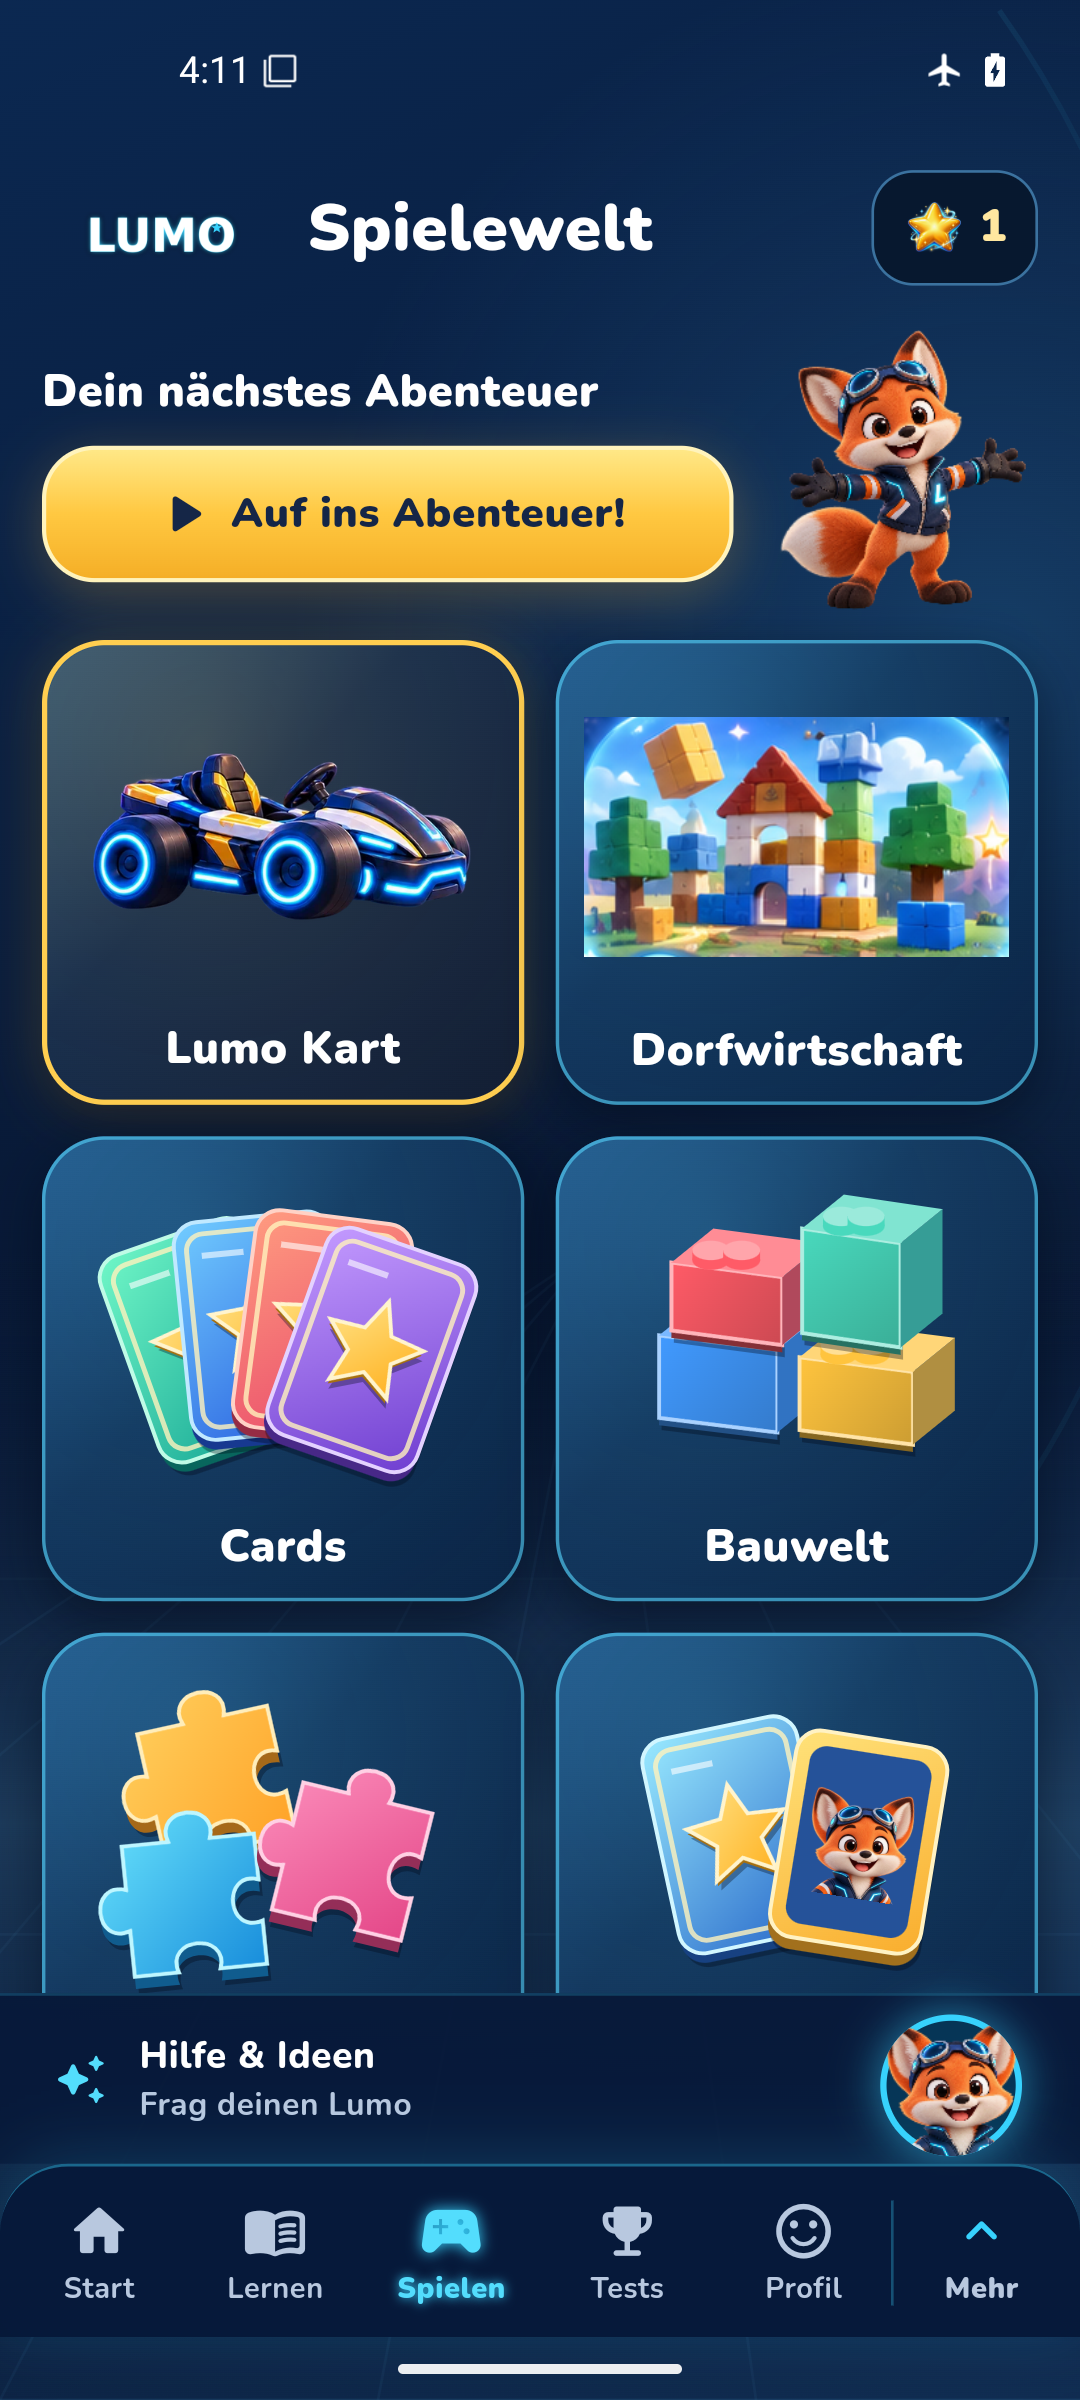 4:11
LUMO
Spielewelt
1
Dein nächstes Abenteuer
Auf ins Abenteuer!
Lumo Kart
Dorfwirtschaft
Cards
Bauwelt
Hilfe & Ideen
Frag deinen Lumo
Start
Lernen
Spielen
Tests
Profil
Mehr